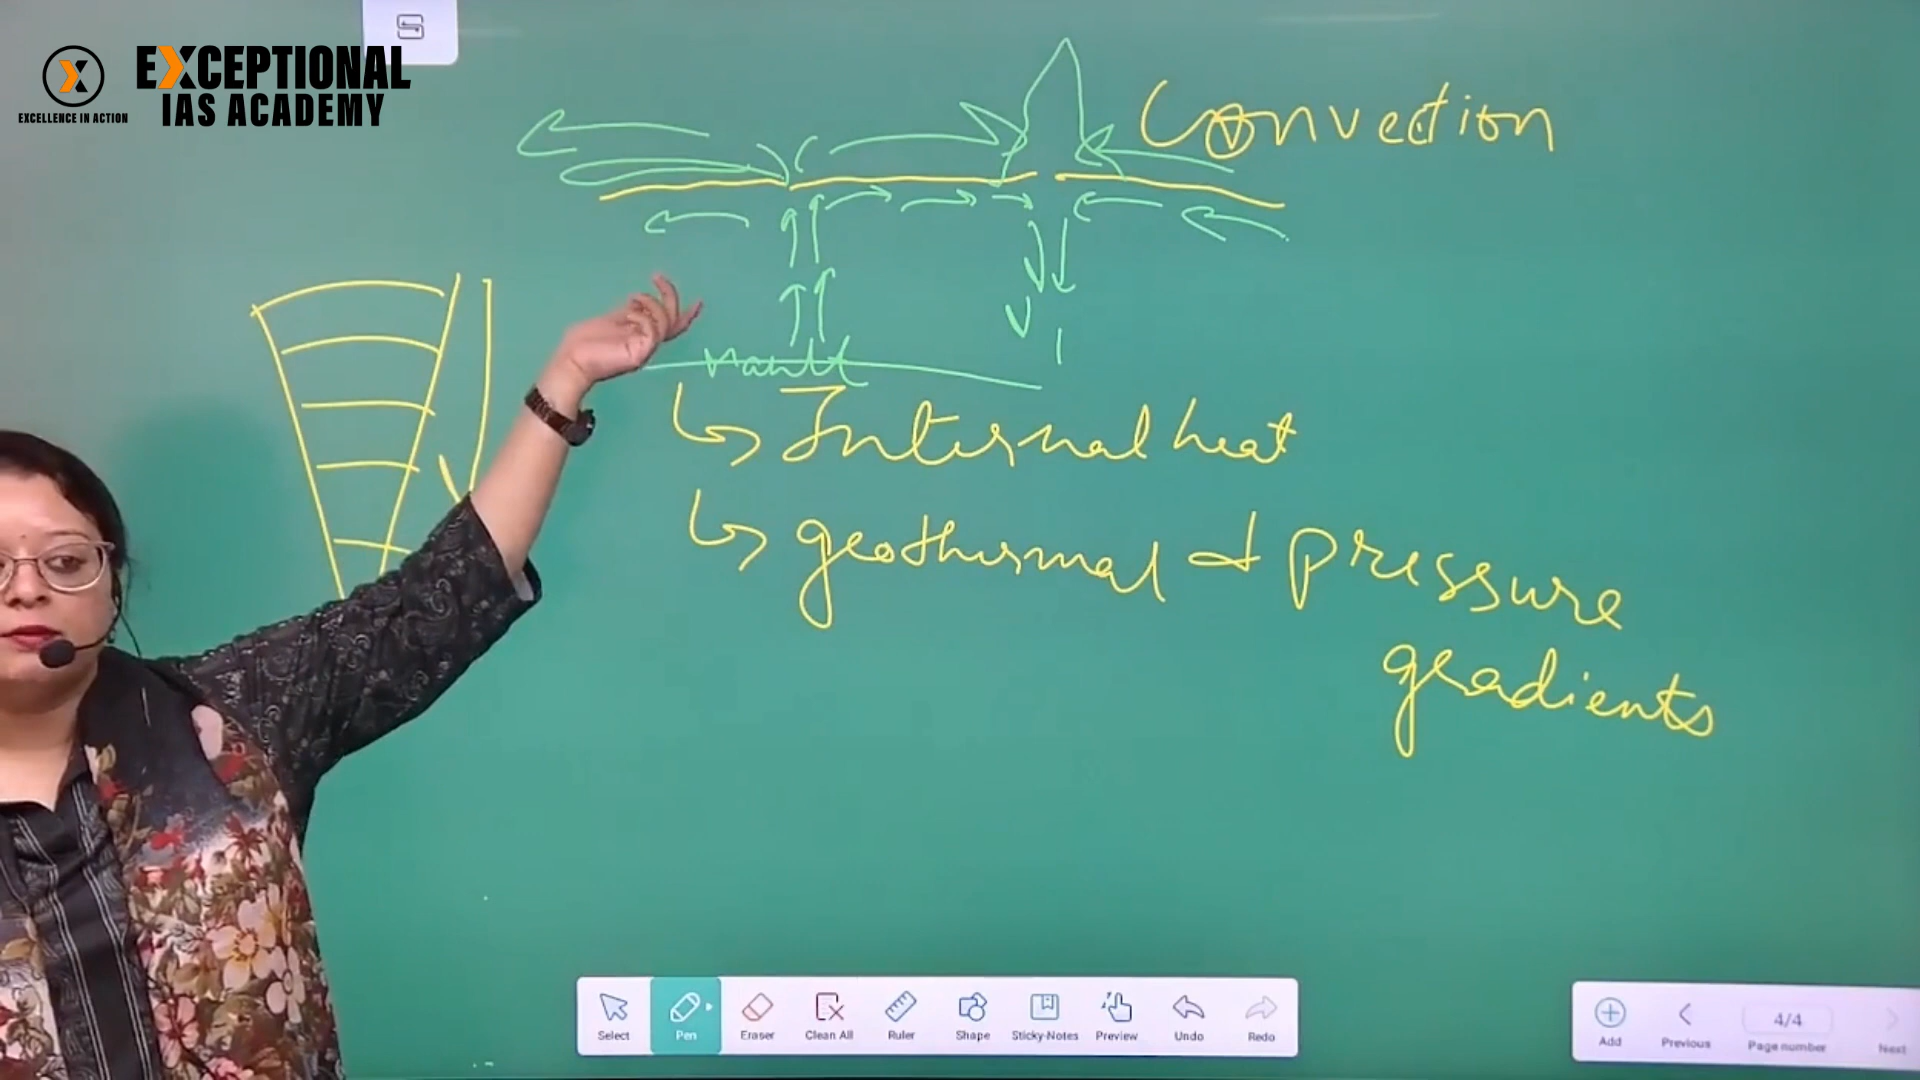 EXCEPTIONAL
IAS ACADEMY
EXCELLENCE IN ACTION
Convection
Mantl
Internal heat
geothermal & pressure
gradients
Select
Pen
Eraser
Clean All
Ruler
Shape
Sticky-Notes
Preview
Undo
Redo
Add
Previous
4/4
Page number
Next